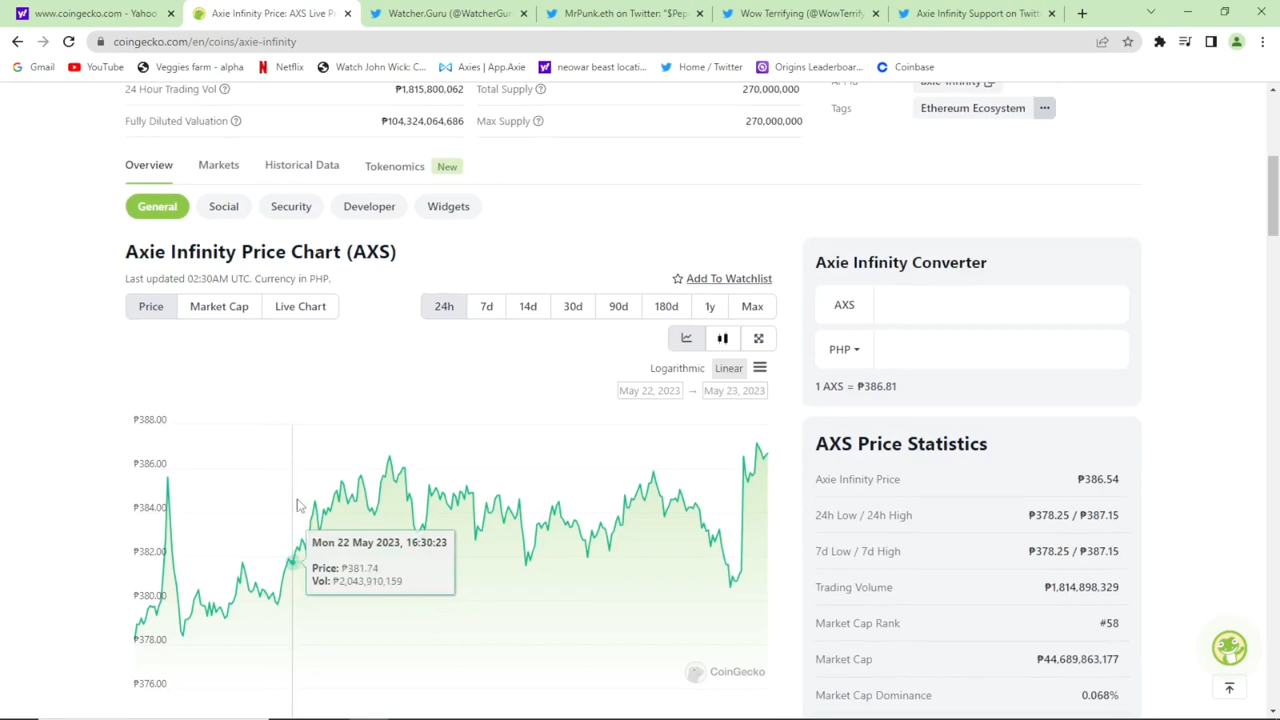 www.coingecko.com - Yahoo
Axie Infinity Price: AXS Live P
Watcher.Guru (@WatcherGur
MrPunk.eth on Twitter: "$Pep
Wow Terrifying (@WowTerrify
Axie Infinity Support on Twitt
coingecko.com/en/coins/axie-infinity
Gmail
YouTube
Veggies farm - alpha
Netflix
Watch John Wick: C...
Axies | App.Axie
neowar beast locati...
Home / Twitter
Origins Leaderboar...
Coinbase
24 Hour Trading Vol
₱1,815,800,062
Total Supply
270,000,000
axie-infinity
Fully Diluted Valuation
₱104,324,064,686
Max Supply
270,000,000
Tags
Ethereum Ecosystem
Overview
Markets
Historical Data
Tokenomics
New
General
Social
Security
Developer
Widgets
Axie Infinity Price Chart (AXS)
Last updated 02:30AM UTC. Currency in PHP.
Add To Watchlist
Price
Market Cap
Live Chart
24h
7d
14d
30d
90d
180d
1y
Max
Logarithmic
Linear
May 22, 2023 → May 23, 2023
₱388.00
₱386.00
₱384.00
₱382.00
₱380.00
₱378.00
₱376.00
Mon 22 May 2023, 16:30:23
Price: ₱381.74
Vol: ₱2,043,910,159
CoinGecko
Axie Infinity Converter
AXS
PHP
1 AXS = ₱386.81
AXS Price Statistics
Axie Infinity Price
₱386.54
24h Low / 24h High
₱378.25 / ₱387.15
7d Low / 7d High
₱378.25 / ₱387.15
Trading Volume
₱1,814,898,329
Market Cap Rank
#58
Market Cap
₱44,689,863,177
Market Cap Dominance
0.068%